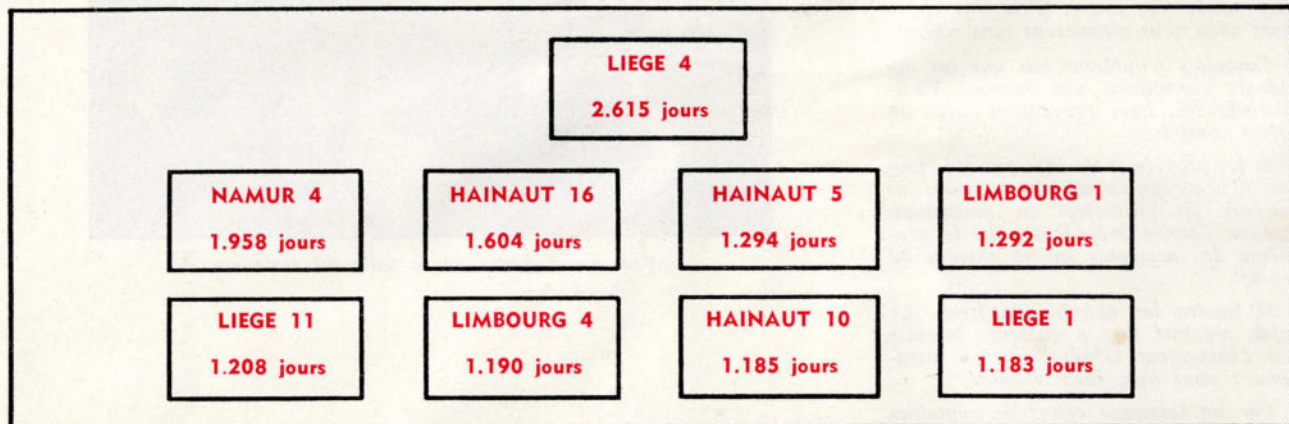 LIEGE 4
2.615 jours
NAMUR 4
1.958 jours
HAINAUT 16
1.604 jours
HAINAUT 5
1.294 jours
LIMBOURG 1
1.292 jours
LIEGE 11
1.208 jours
LIMBOURG 4
1.190 jours
HAINAUT 10
1.185 jours
LIEGE 1
1.183 jours